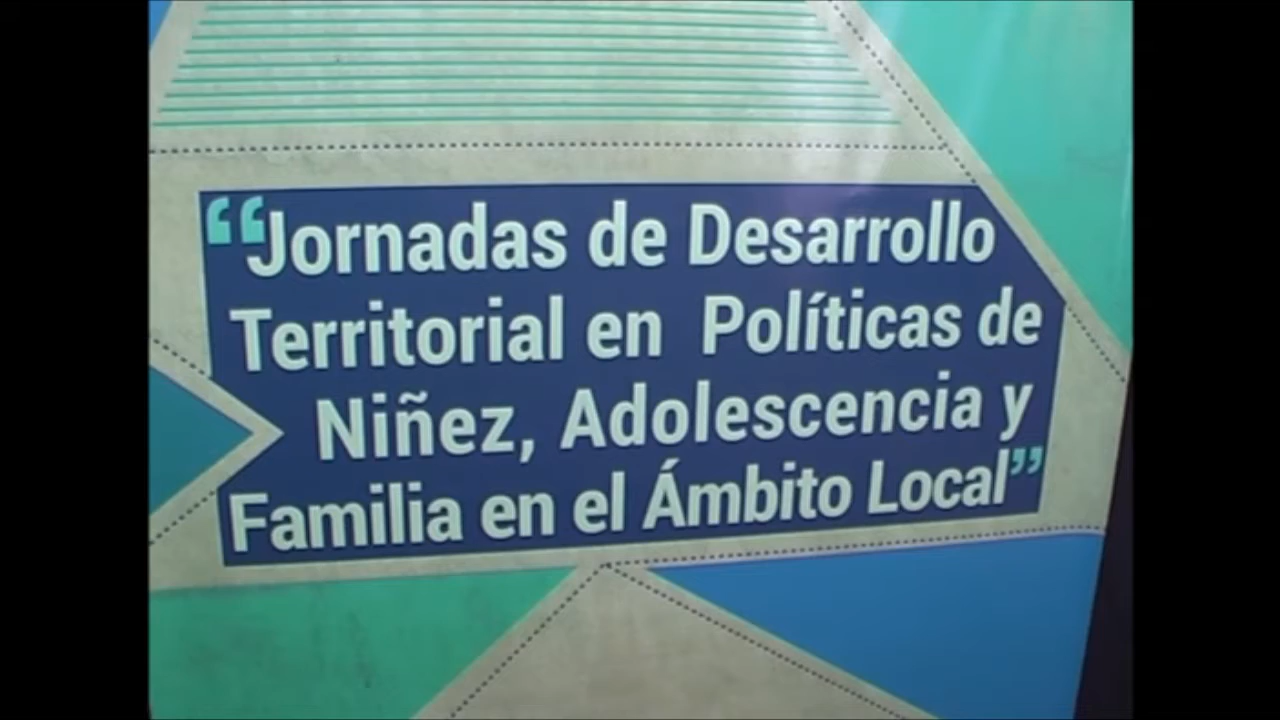 “Jornadas de Desarrollo
Territorial en Políticas de
Niñez, Adolescencia y
Familia en el Ámbito Local”